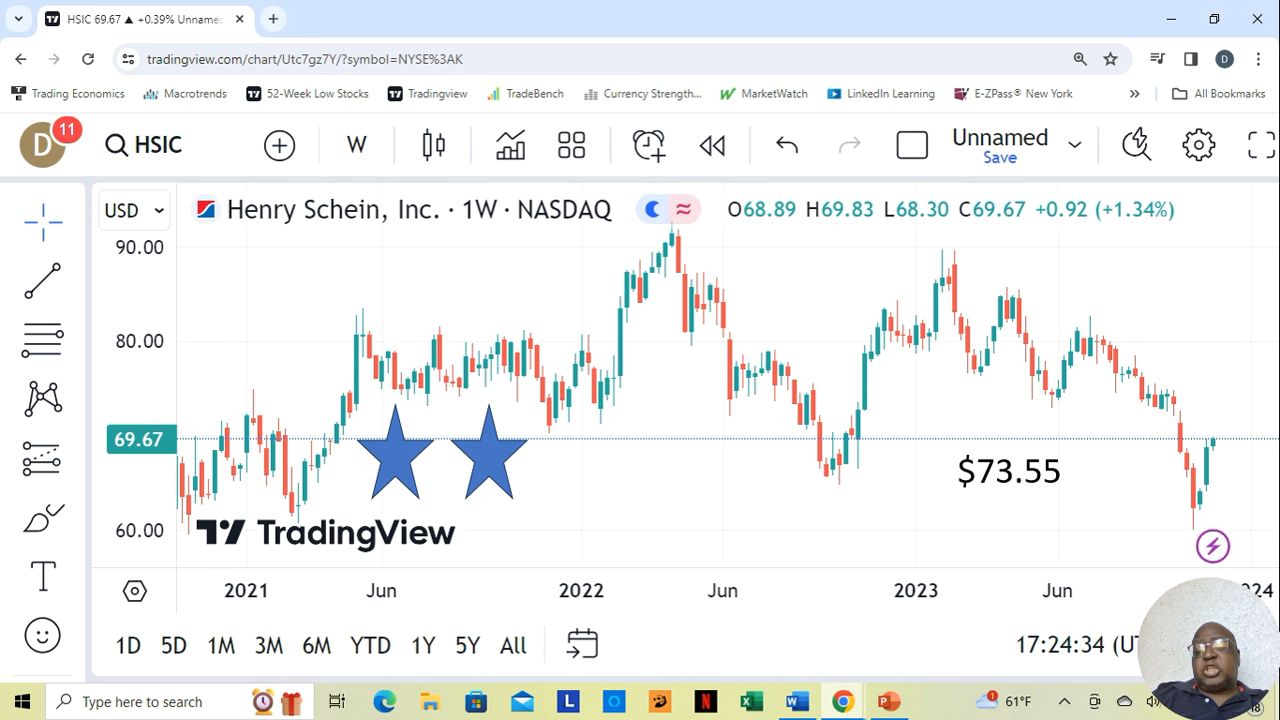 HSIC 69.67 ▲ +0.39% Unname
tradingview.com/chart/Utc7gz7Y/?symbol=NYSE%3AK
D
Trading Economics
Macrotrends
52-Week Low Stocks
Tradingview
TradeBench
Currency Strength...
MarketWatch
LinkedIn Learning
E-ZPass® New York
»
All Bookmarks
D
11
HSIC
W
Unnamed
Save
USD
Henry Schein, Inc. · 1W · NASDAQ
O68.89 H69.83 L68.30 C69.67 +0.92 (+1.34%)
90.00
80.00
69.67
60.00
$73.55
TradingView
2021 Jun 2022 Jun 2023 Jun 2024
1D 5D 1M 3M 6M YTD 1Y 5Y All
17:24:34 (UT
Type here to search
61°F